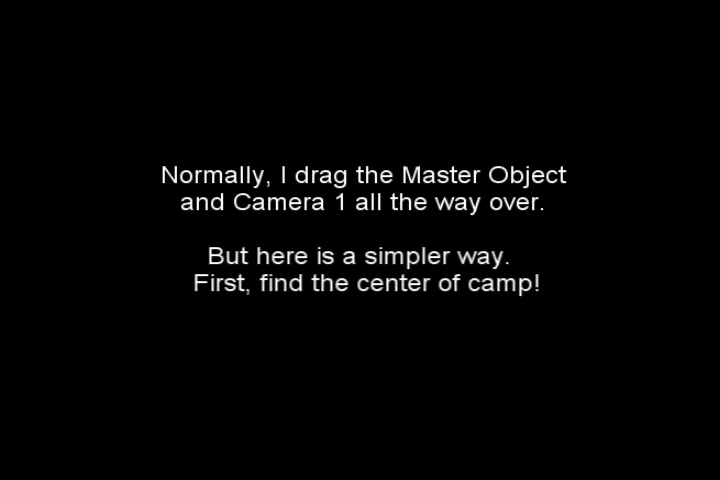 Normally, I drag the Master Object
and Camera 1 all the way over.
But here is a simpler way.
First, find the center of camp!